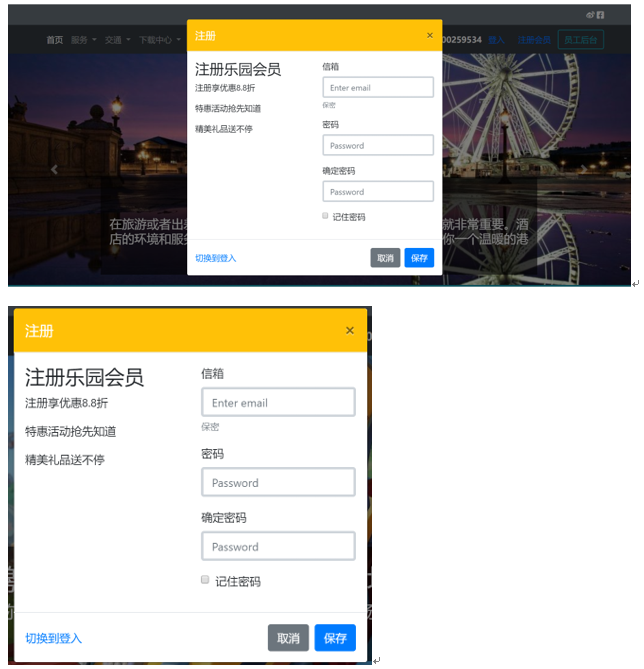 首页 服务 交通 下载中心
00259534 登入 注册会员 员工后台
注册 ×
注册乐园会员
注册享优惠8.8折
特惠活动抢先知道
精美礼品送不停
信箱
Enter email
保密
密码
Password
确定密码
Password
记住密码
在旅游或者出
就非常重要。酒
店的环境和服
你一个温暖的港
切换到登入
取消 保存
注册 ×
注册乐园会员
注册享优惠8.8折
特惠活动抢先知道
精美礼品送不停
信箱
Enter email
保密
密码
Password
确定密码
Password
记住密码
切换到登入
取消 保存